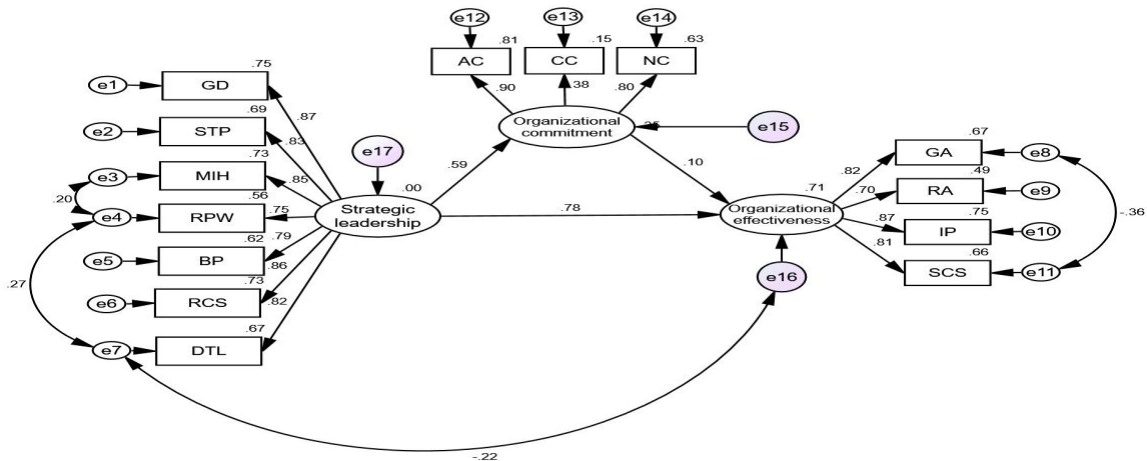 e12
e13
e14
.81
.15
.63
AC
CC
NC
.90
.38
.80
Organizational
commitment
e15
.75
e1
GD
.87
.69
e2
STP
.83
e17
.73
e3
MIH
.85
.59
.10
.00
.20
.56
e4
RPW
.75
Strategic
leadership
.78
.62
.79
e5
BP
.86
.73
e6
RCS
.82
.27
.67
e7
DTL
.67
GA
e8
.82
.49
.71
.70
RA
e9
Organizational
effectiveness
.87
.75
IP
e10
.81
.66
SCS
e11
-.36
e16
-.22